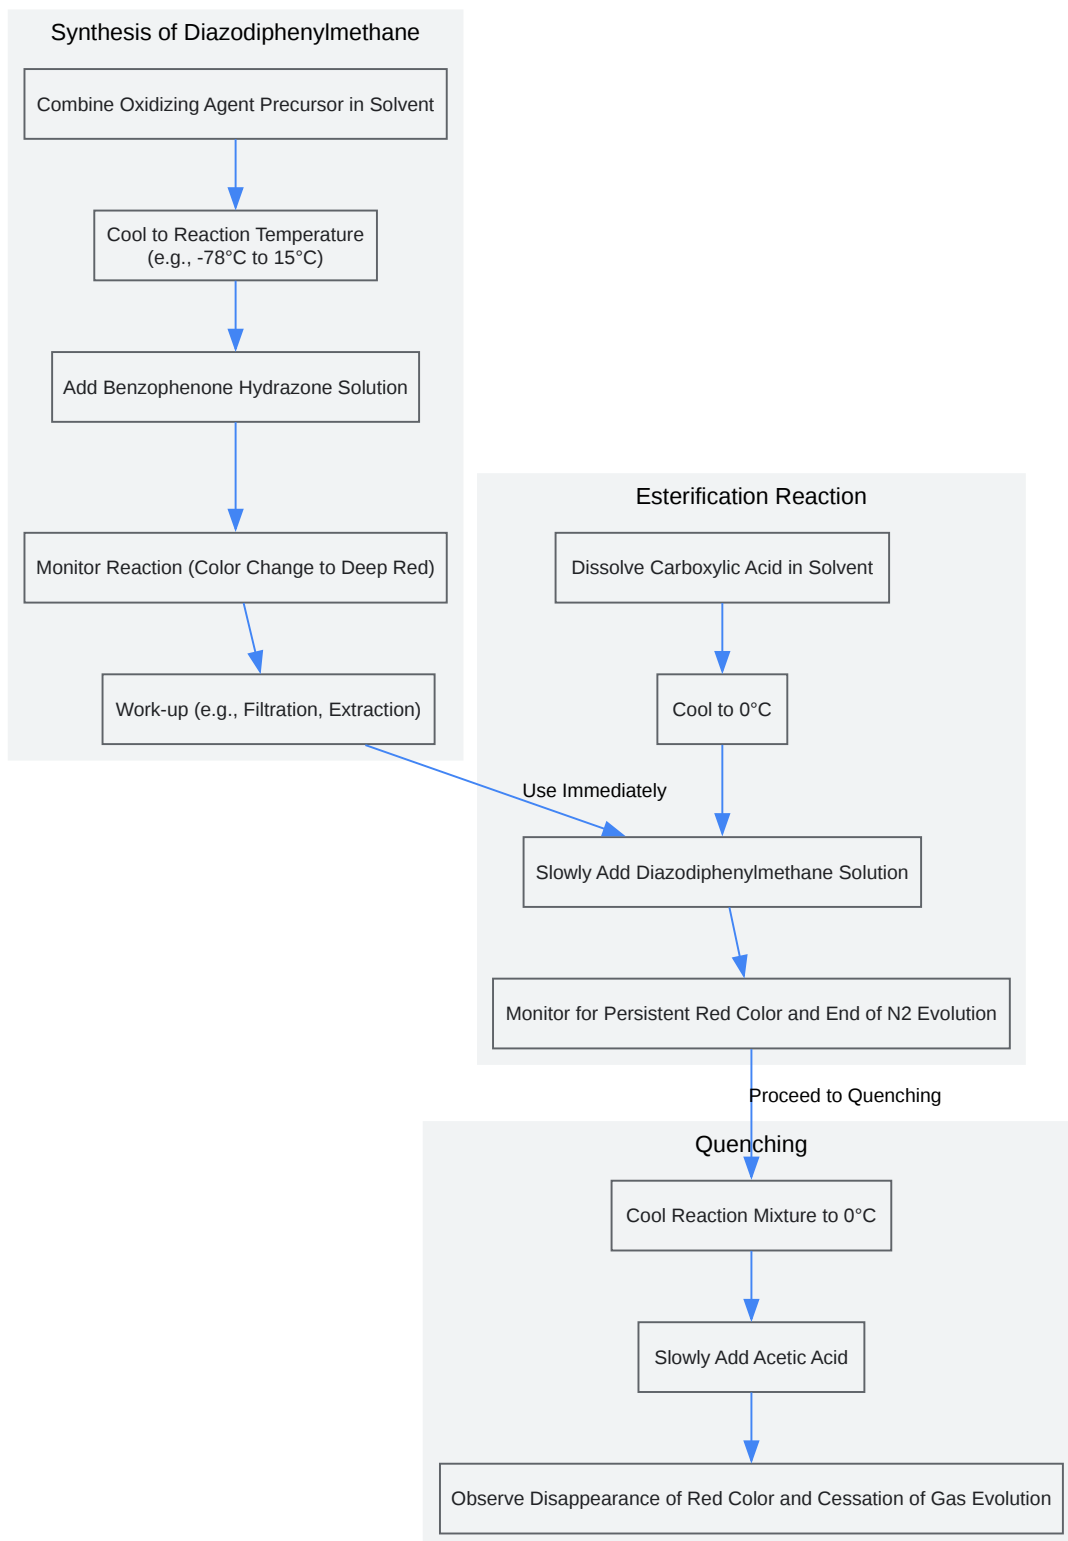 Synthesis of Diazodiphenylmethane
Combine Oxidizing Agent Precursor in Solvent
Cool to Reaction Temperature
(e.g., -78°C to 15°C)
Add Benzophenone Hydrazone Solution
Monitor Reaction (Color Change to Deep Red)
Work-up (e.g., Filtration, Extraction)
Esterification Reaction
Dissolve Carboxylic Acid in Solvent
Cool to 0°C
Use Immediately
Slowly Add Diazodiphenylmethane Solution
Monitor for Persistent Red Color and End of N2 Evolution
Proceed to Quenching
Quenching
Cool Reaction Mixture to 0°C
Slowly Add Acetic Acid
Observe Disappearance of Red Color and Cessation of Gas Evolution